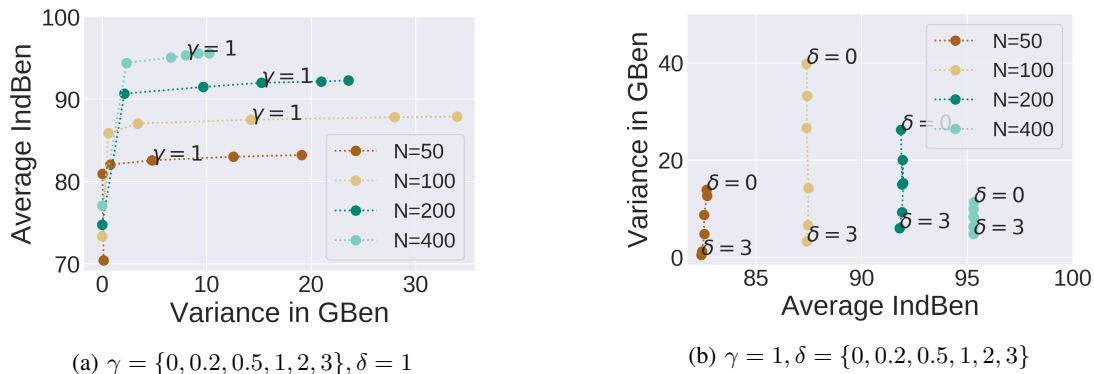 100
90
80
70
Average IndBen
0
10
20
30
Variance in GBen
γ = 1
γ = 1
γ = 1
γ = 1
N=50
N=100
N=200
N=400
(a) γ = {0, 0.2, 0.5, 1, 2, 3}, δ = 1
40
20
0
Variance in GBen
85
90
95
100
Average IndBen
δ = 0
δ = 0
δ = 0
δ = 0
δ = 3
δ = 3
δ = 3
δ = 3
N=50
N=100
N=200
N=400
(b) γ = 1, δ = {0, 0.2, 0.5, 1, 2, 3}